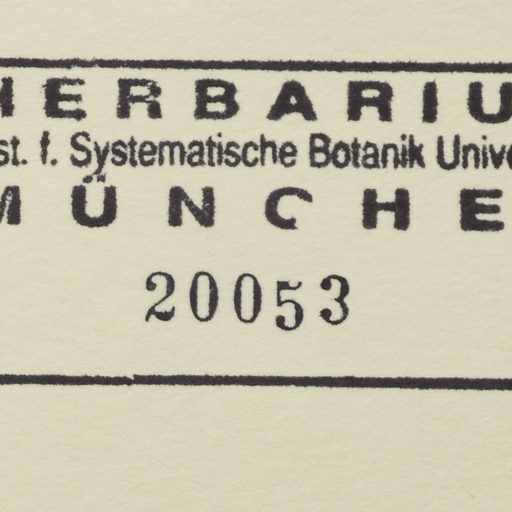 HERBARIU
st. f. Systematische Botanik Unive
MÜNCHE
20053